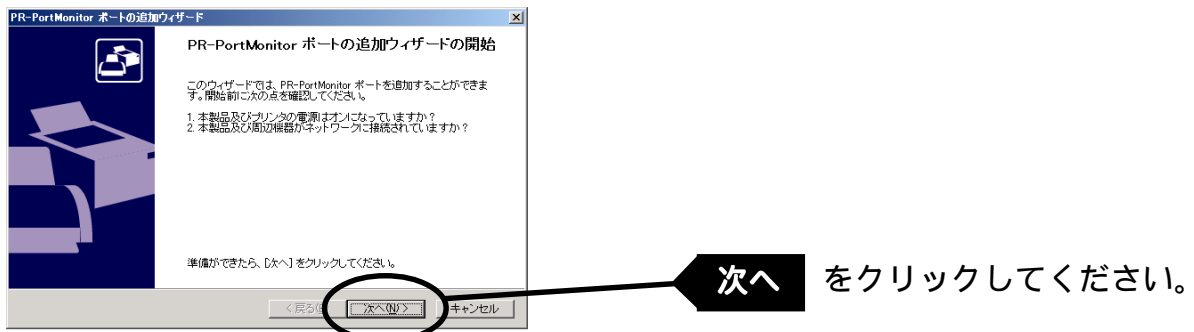 PR-PortMonitor ポートの追加ウィザード
PR-PortMonitor ポートの追加ウィザードの開始
このウィザードでは、PR-PortMonitor ポートを追加することができま
す。開始前に次の点を確認してください。
1. 本製品及びプリンタの電源はオンになっていますか？
2. 本製品及び周辺機器がネットワークに接続されていますか？
準備ができたら、[次へ] をクリックしてください。
< 戻る(
次へ(N) >
キャンセル
次へ をクリックしてください。